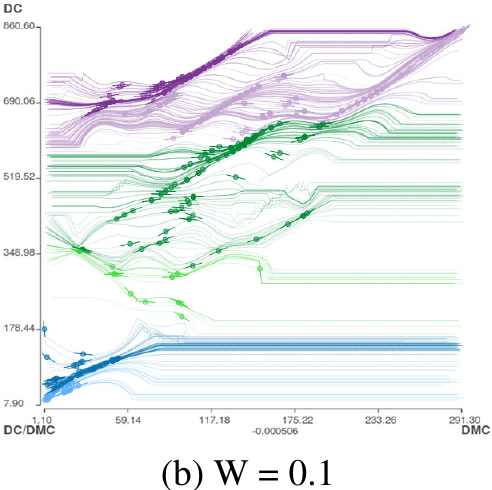 DC
860.60
690.06
519.52
348.98
178.44
7.90
1.10 59.14 117.18 175.22 233.26 291.30
DC/DMC -0.000506 DMC
(b) W = 0.1